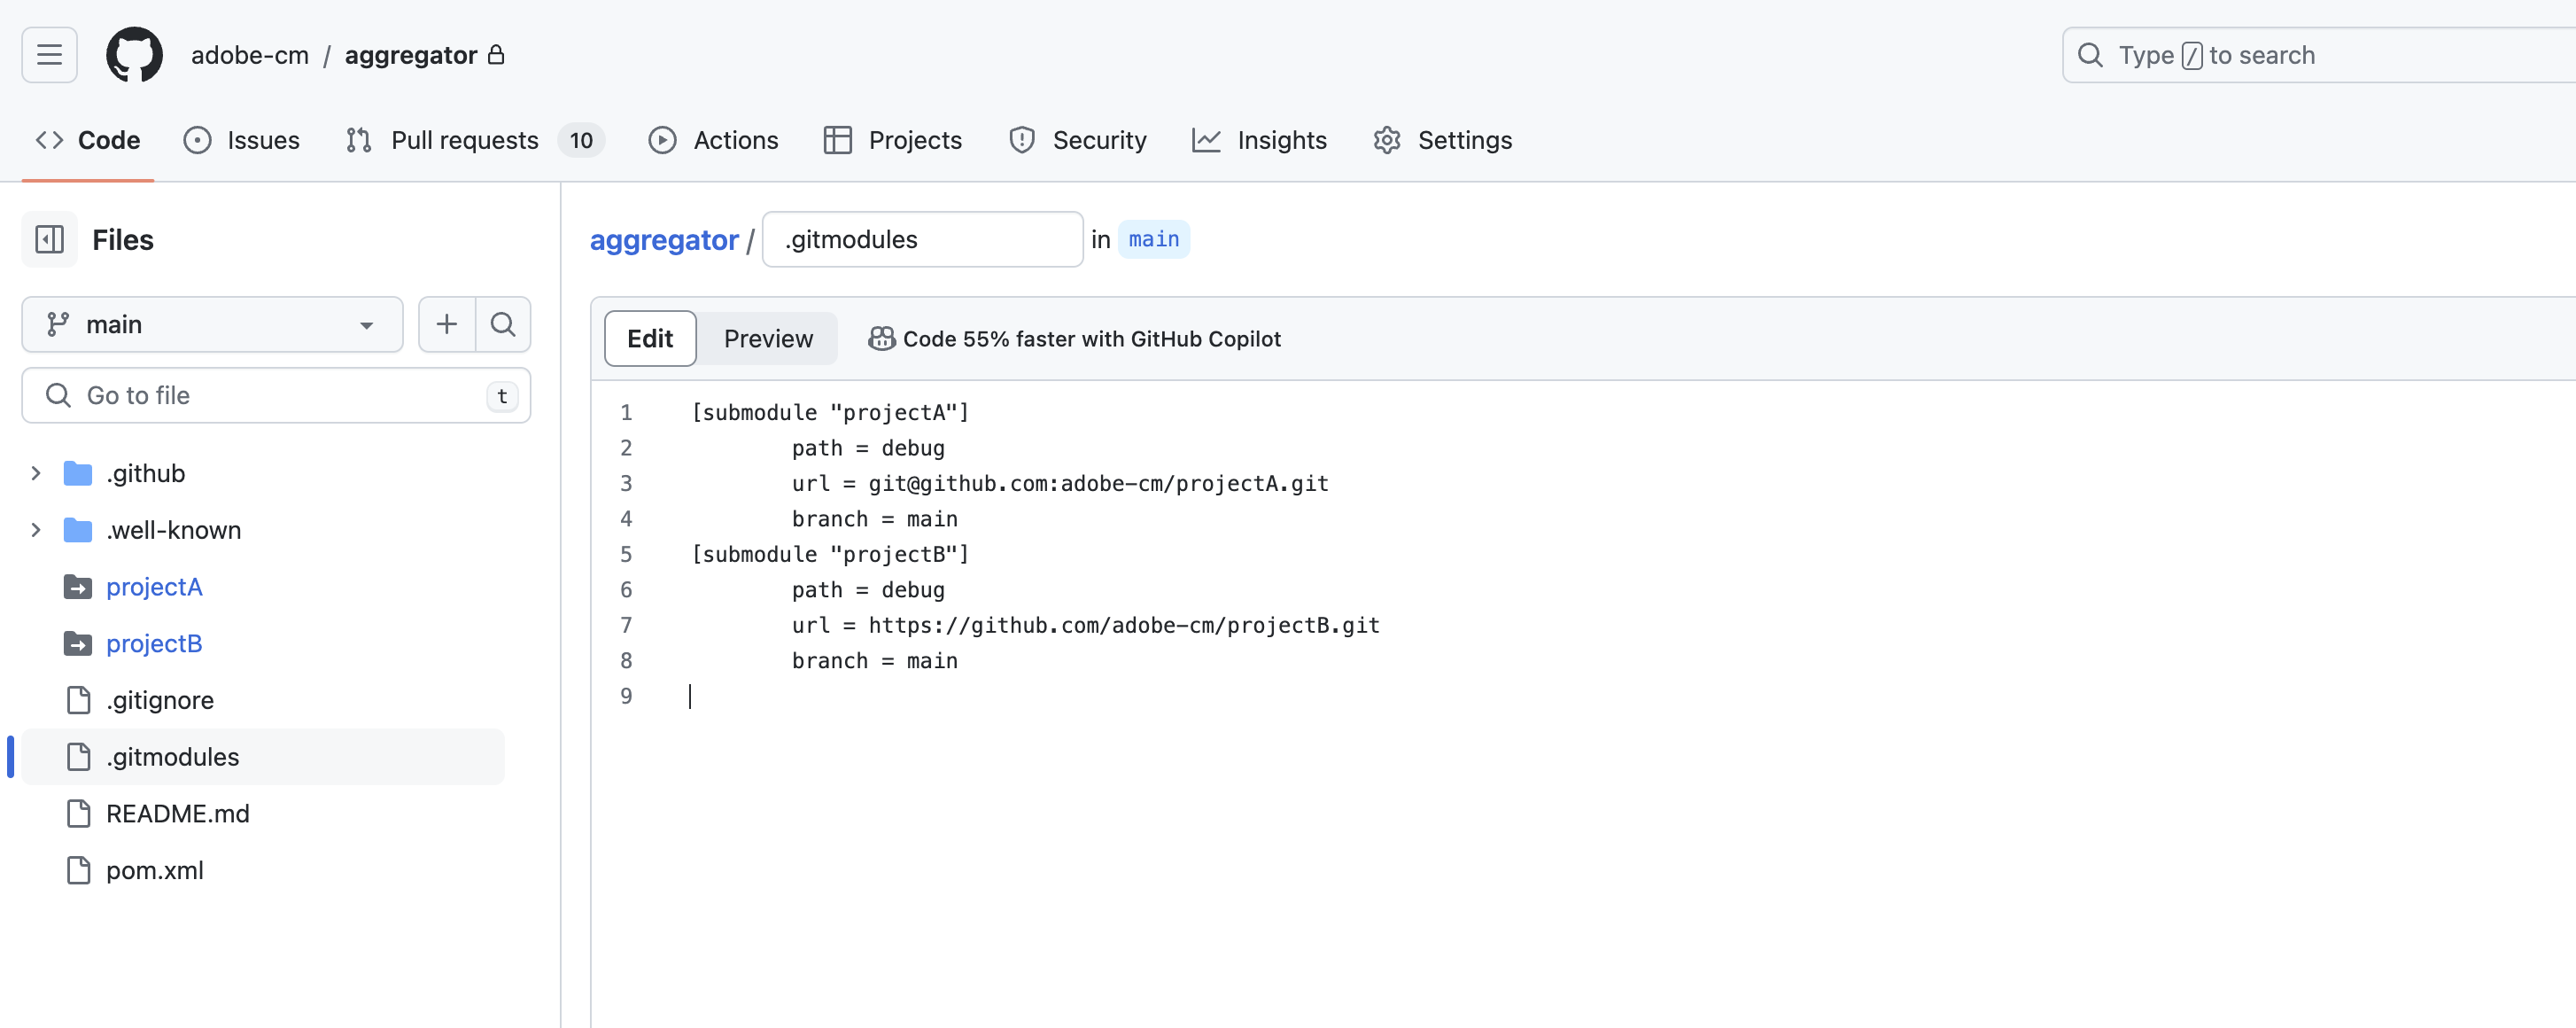 adobe-cm / aggregator
Type / to search
Code
Issues
Pull requests 10
Actions
Projects
Security
Insights
Settings
Files
main
Go to file t
.github
.well-known
projectA
projectB
.gitignore
.gitmodules
README.md
pom.xml
aggregator / .gitmodules in main
Edit Preview Code 55% faster with GitHub Copilot
1 [submodule "projectA"]
2 path = debug
3 url = git@github.com:adobe-cm/projectA.git
4 branch = main
5 [submodule "projectB"]
6 path = debug
7 url = https://github.com/adobe-cm/projectB.git
8 branch = main
9